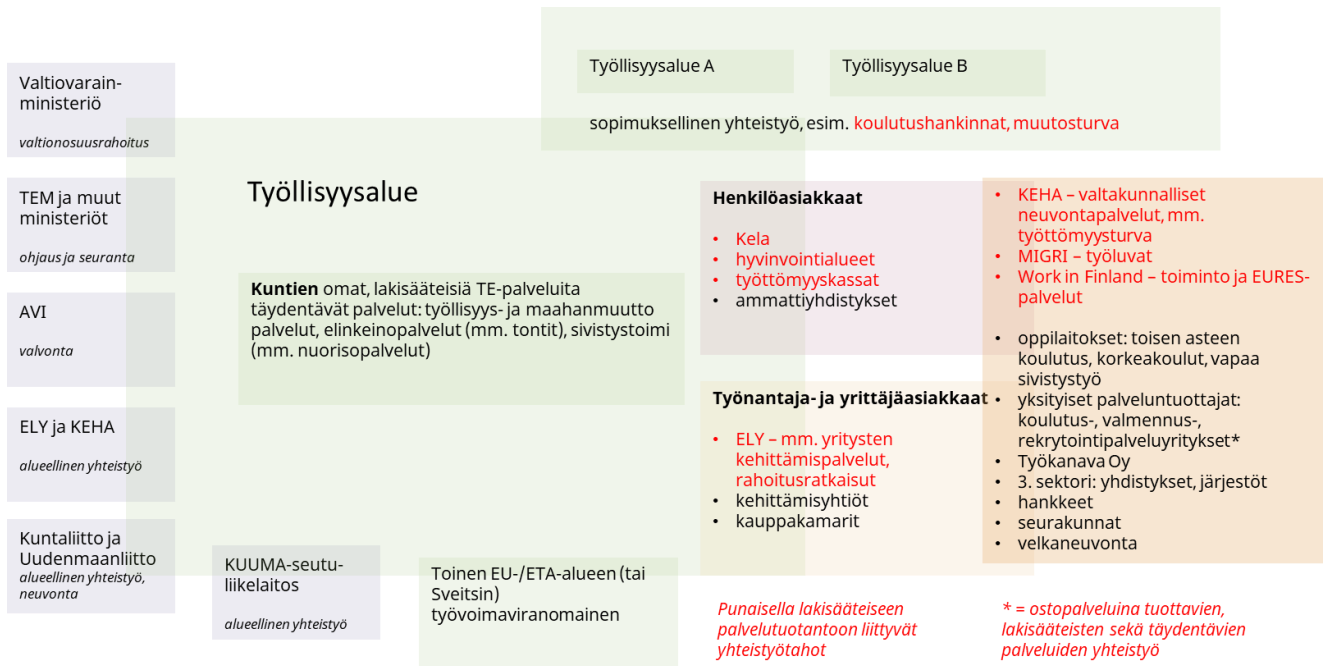 Työllisyysalue A
Työllisyysalue B
sopimuksellinen yhteistyö, esim. koulutushankinnat, muutosturva
Valtiovarain-
ministeriö
valtionosuusrahoitus
TEM ja muut
ministeriöt
ohjaus ja seuranta
AVI
valvonta
ELY ja KEHA
alueellinen yhteistyö
Kuntaliitto ja
Uudenmaanliitto
alueellinen yhteistyö,
neuvonta
Työllisyysalue
Kuntien omat, lakisääteisiä TE-palveluita
täydentävät palvelut: työllisyys- ja maahanmuutto
palvelut, elinkeinopalvelut (mm. tontit), sivistystoimi
(mm. nuorisopalvelut)
KUUMA-seutu-
liikelaitos
alueellinen yhteistyö
Toinen EU-/ETA-alueen (tai
Sveitsin)
työvoimaviranomainen
Henkilöasiakkaat
• Kela
• hyvinvointialueet
• työttömyyskassat
• ammattiyhdistykset
Työnantaja- ja yrittäjäasiakkaat
• ELY – mm. yritysten
kehittämispalvelut,
rahoitusratkaisut
• kehittämisyhtiöt
• kauppakamarit
• KEHA – valtakunnalliset
neuvontapalvelut, mm.
työttömyysturva
• MIGRI – työluvat
• Work in Finland – toiminto ja EURES-
palvelut
• oppilaitokset: toisen asteen
koulutus, korkeakoulut, vapaa
sivistystyö
• yksityiset palveluntuottajat:
koulutus-, valmennus-,
rekrytointipalveluyritykset*
• Työkanava Oy
• 3. sektori: yhdistykset, järjestöt
• hankkeet
• seurakunnat
• velkaneuvonta
Punaisella lakisääteiseen
palvelutuotantoon liittyvät
yhteistyötahot
* = ostopalveluina tuottavien,
lakisääteisten sekä täydentävien
palveluiden yhteistyö